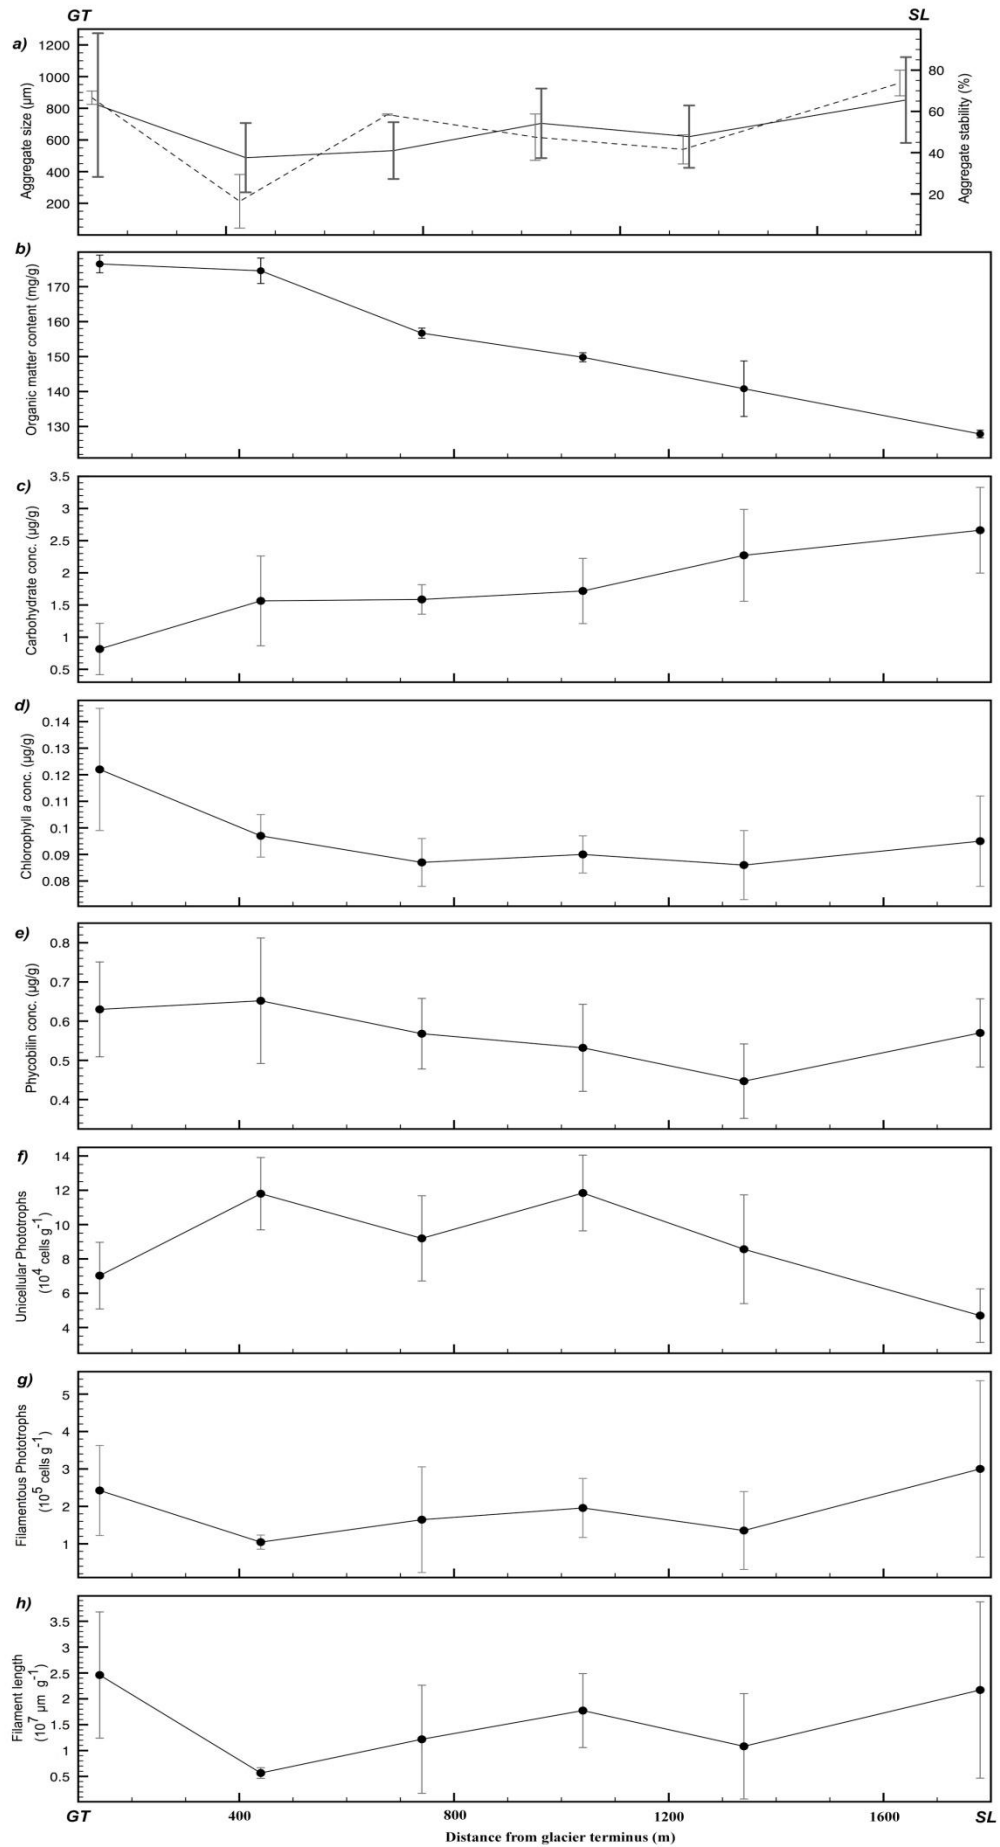 GT SL
a)
Aggregate size (µm)
1200
1000
800
600
400
200
80
60
40
20
Aggregate stability (%)
b)
Organic matter content (mg/g)
170
160
150
140
130
c)
Carbohydrate conc. (µg/g)
3.5
3
2.5
2
1.5
1
0.5
d)
Chlorophyll a conc. (µg/g)
0.14
0.13
0.12
0.11
0.1
0.09
0.08
e)
Phycobilin conc. (µg/g)
0.8
0.7
0.6
0.5
0.4
f)
Unicellular Phototrophs
(10⁴ cells g⁻¹)
14
12
10
8
6
4
g)
Filamentous Phototrophs
(10⁵ cells g⁻¹)
5
4
3
2
1
h)
Filament length
(10⁷ µm g⁻¹)
3.5
3
2.5
2
1.5
1
0.5
GT 400 800 1200 1600 SL
Distance from glacier terminus (m)